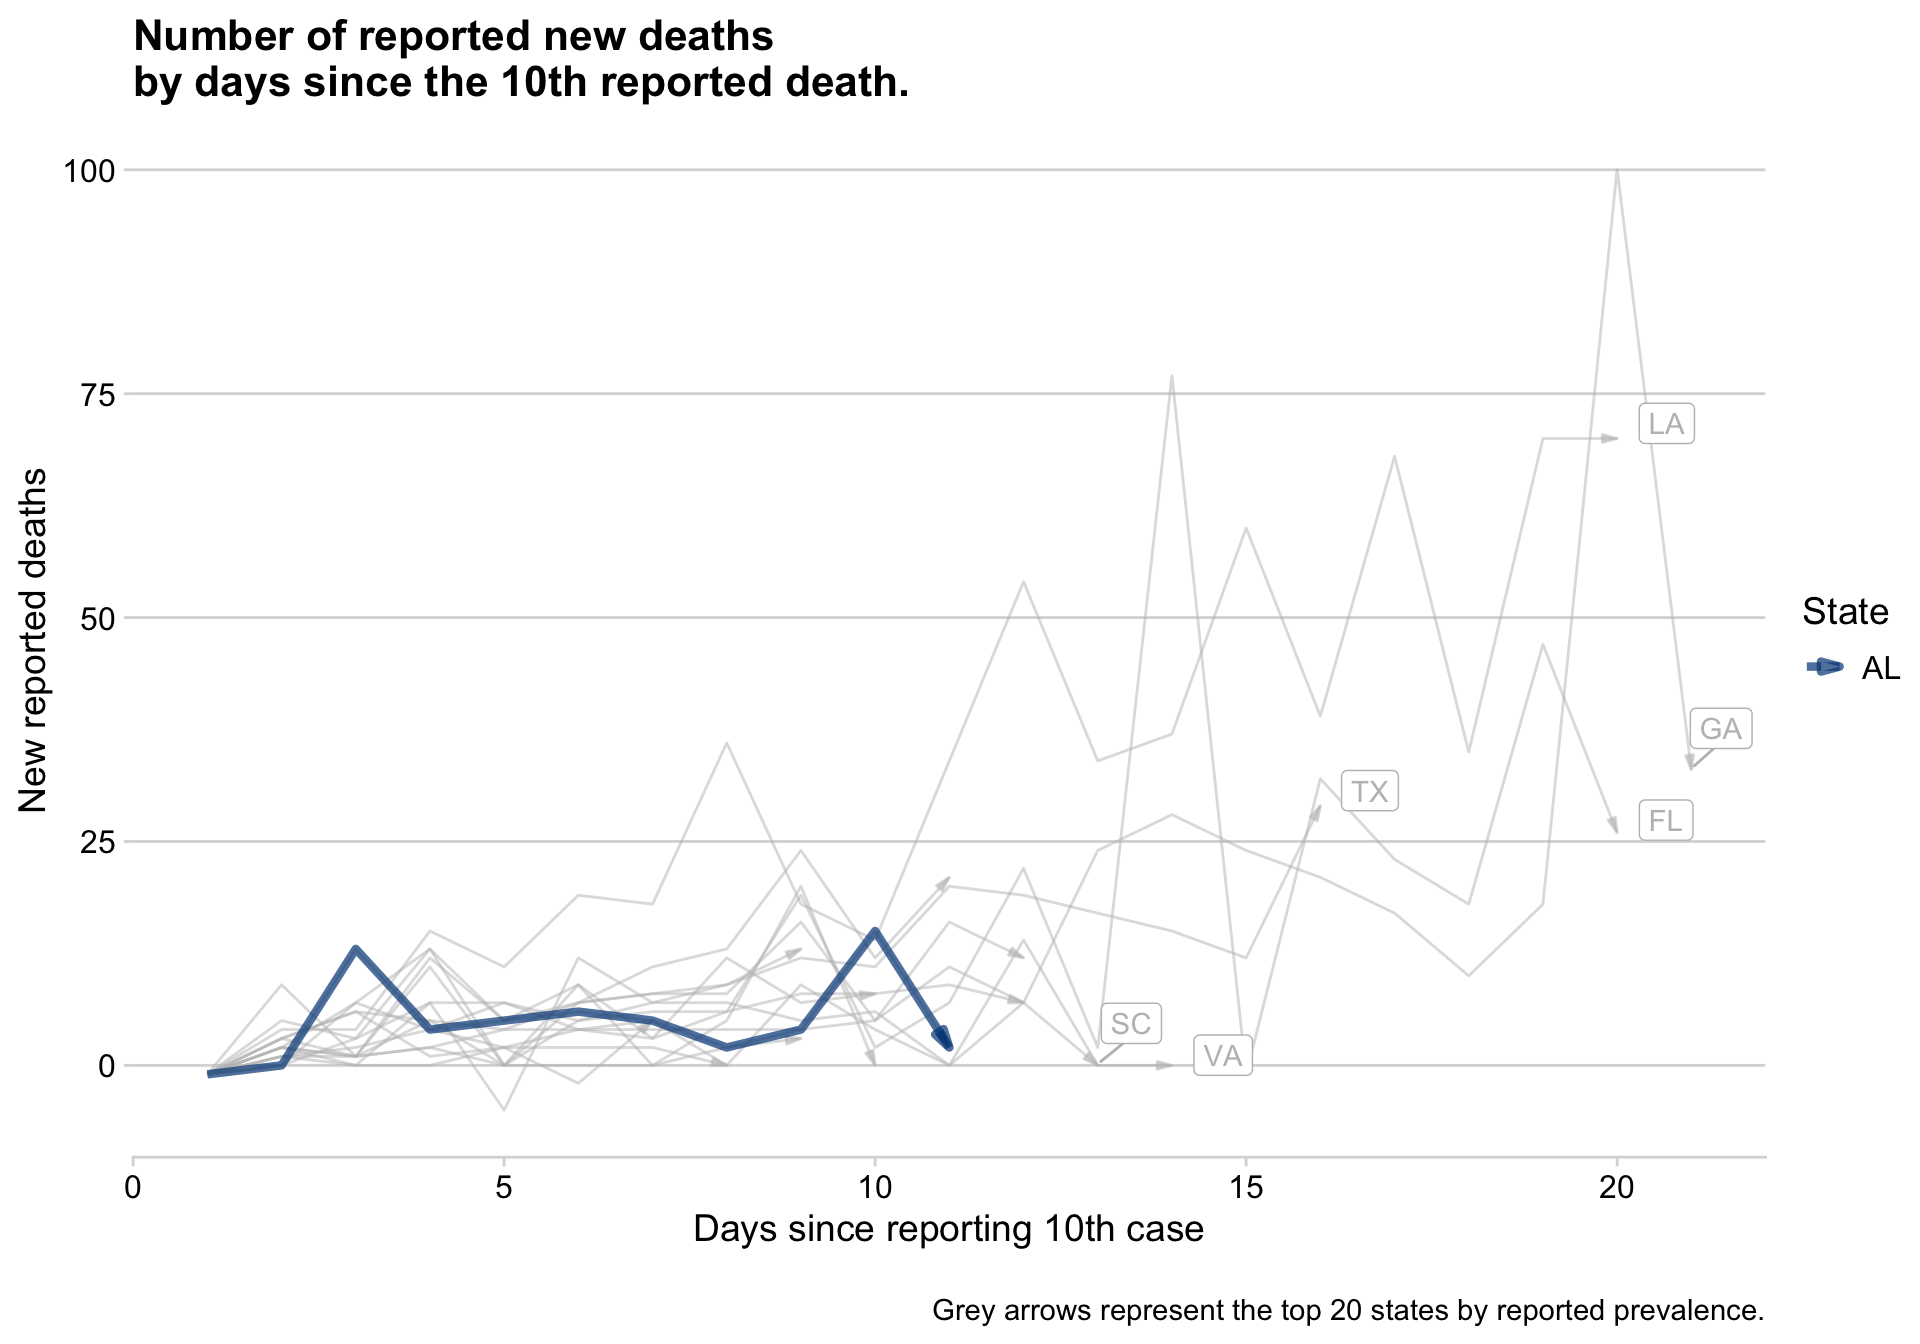 Number of reported new deaths
by days since the 10th reported death.
100
75
50
25
0
New reported deaths
LA
GA
TX
FL
SC
VA
State
AL
0 5 10 15 20
Days since reporting 10th case
Grey arrows represent the top 20 states by reported prevalence.